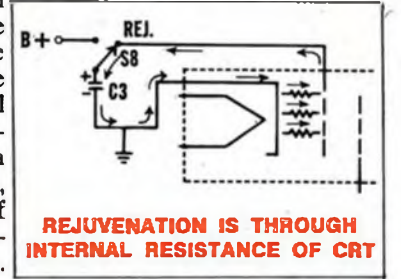 REJ.
B+
S8
+
-
C3
REJUVENATION IS THROUGH
INTERNAL RESISTANCE OF CRT